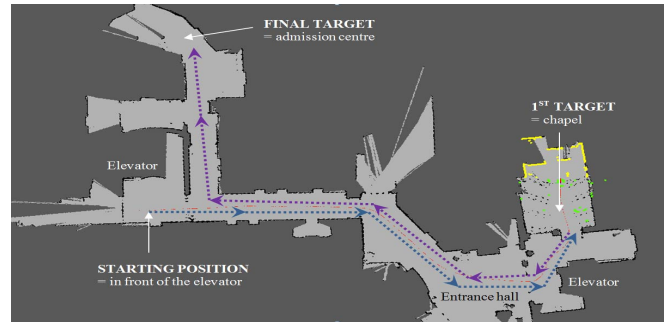 FINAL TARGET
= admission centre
1ST TARGET
= chapel
Elevator
STARTING POSITION
= in front of the elevator
Elevator
Entrance hall